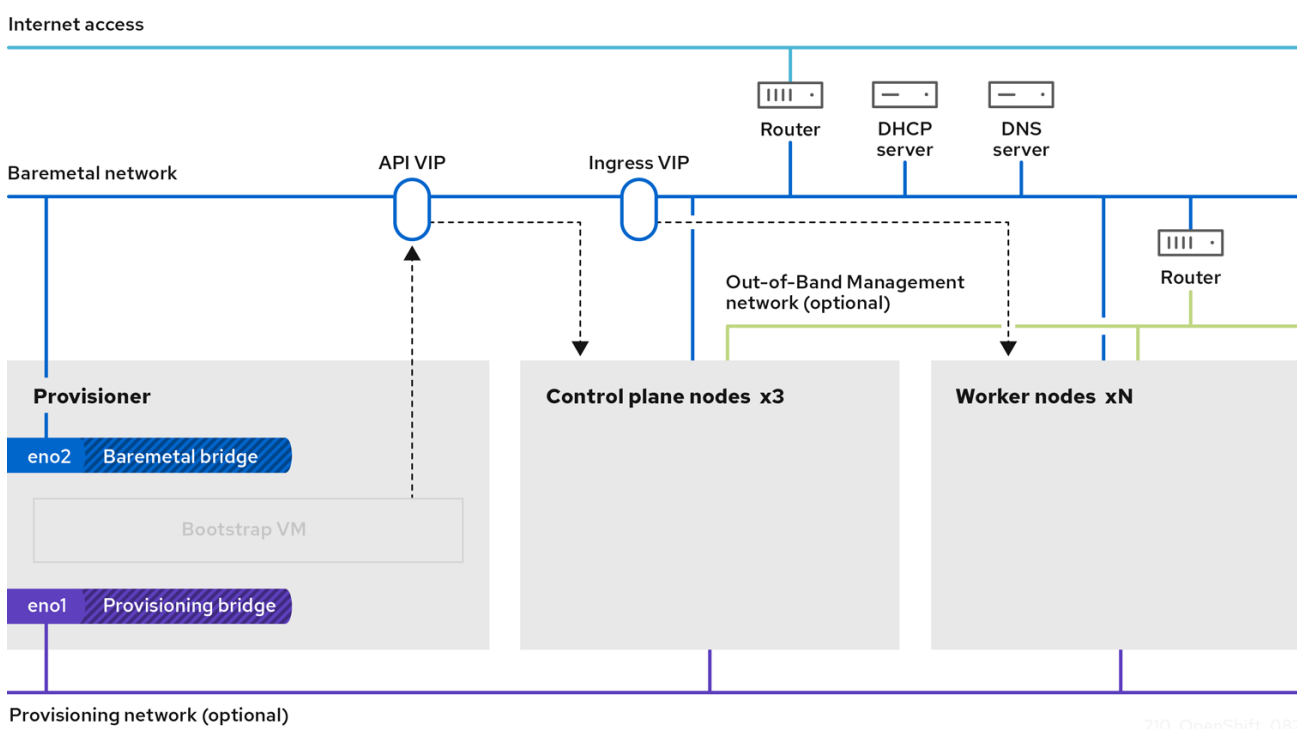 Internet access
Router
DHCP
server
DNS
server
API VIP
Ingress VIP
Baremetal network
Out-of-Band Management
network (optional)
Router
Provisioner
Control plane nodes x3
Worker nodes xN
eno2
Baremetal bridge
Bootstrap VM
eno1
Provisioning bridge
Provisioning network (optional)
210_OpenShift_082